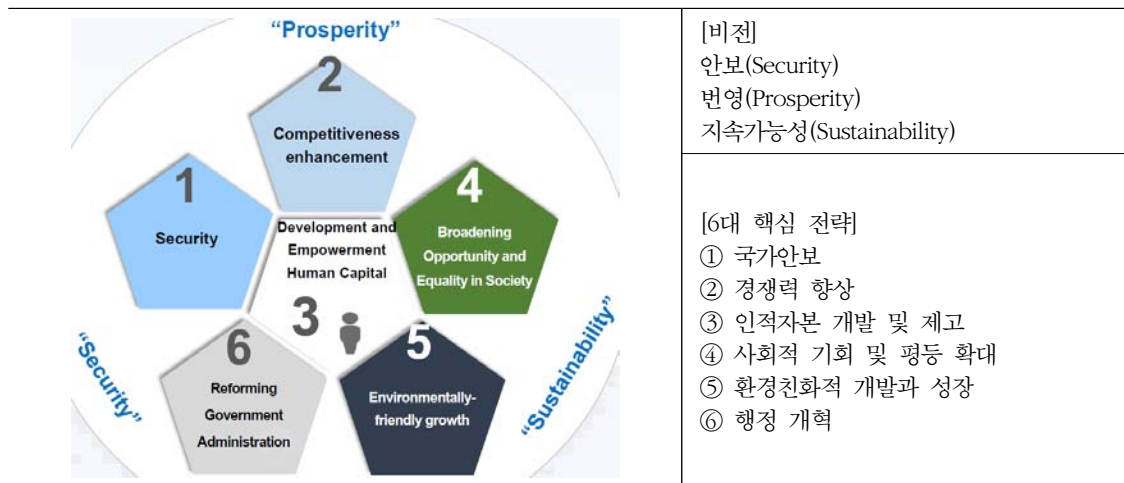 “Prosperity”
2
Competitiveness
enhancement
1
Security
4
Broadening
Opportunity and
Equality in Society
Development and
Empowerment
Human Capital
3
6
Reforming
Government
Administration
5
Environmentally-
friendly growth
“Security”
“Sustainability”
[비전]
안보(Security)
번영(Prosperity)
지속가능성(Sustainability)
[6대 핵심 전략]
① 국가안보
② 경쟁력 향상
③ 인적자본 개발 및 제고
④ 사회적 기회 및 평등 확대
⑤ 환경친화적 개발과 성장
⑥ 행정 개혁